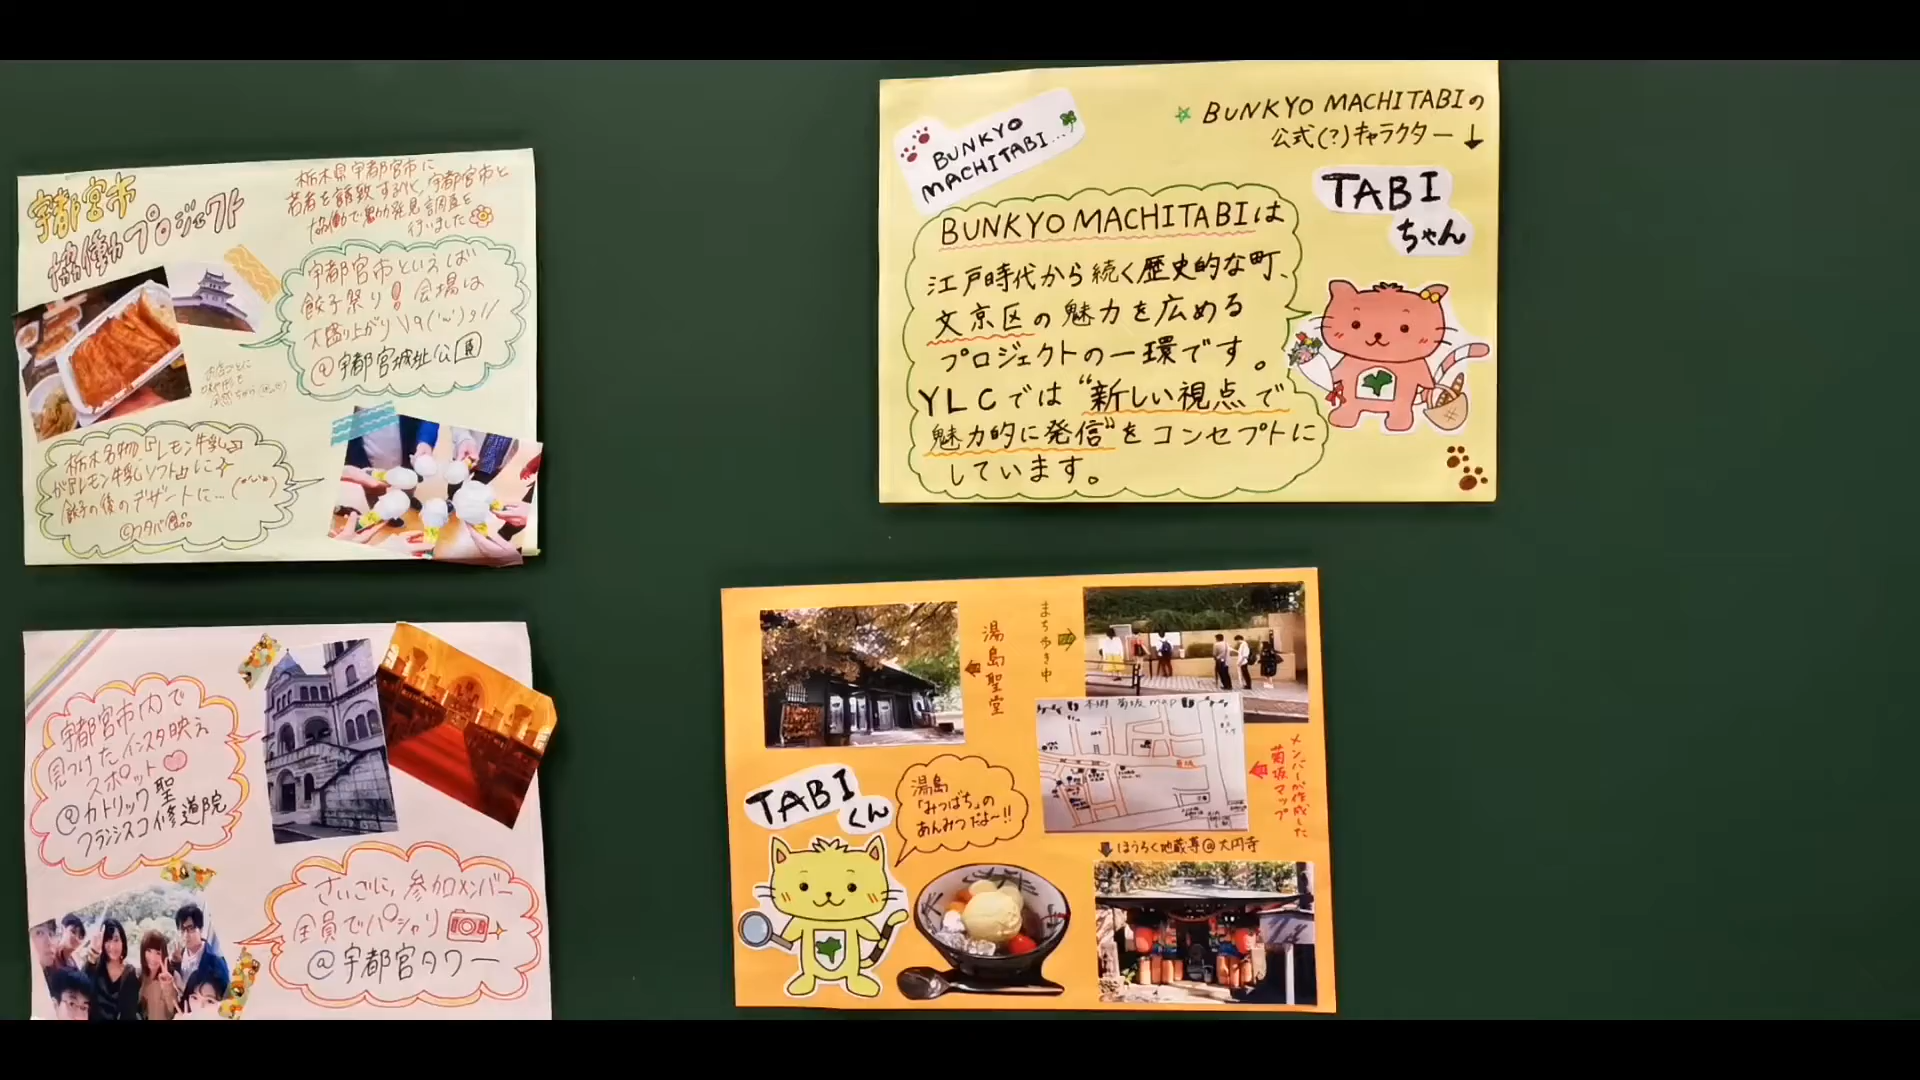 宇都宮市
協働プロジェクト
栃木県宇都宮市に
若者を誘致するべく、宇都宮市と
協働で魅力発見調査を
行いました
宇都宮市といえば
餃子祭り！会場は
大盛り上がり
@宇都宮城址公園
栃木名物『レモン牛乳』
が『レモン牛乳ソフト』に
餃子の後のデザートに…
宇都宮市内で
見つけた、インスタ映え
スポット
@カトリック聖
フランシスコ修道院
さいごに、参加メンバー
全員でパシャリ
@宇都宮タワー
BUNKYO
MACHITABI...
BUNKYO MACHITABIの
公式(?)キャラクター↓
TABI
ちゃん
BUNKYO MACHITABIは
江戸時代から続く歴史的な町、
文京区の魅力を広める
プロジェクトの一環です。
YLCでは“新しい視点で
魅力的に発信”をコンセプトに
しています。
湯島聖堂
まち歩き中
本郷 菊坂 map
メンバーが作成した
菊坂マップ
TABI
くん
湯島
「みつばち」の
あんみつだよ〜!!
ほうろく地蔵尊@大円寺